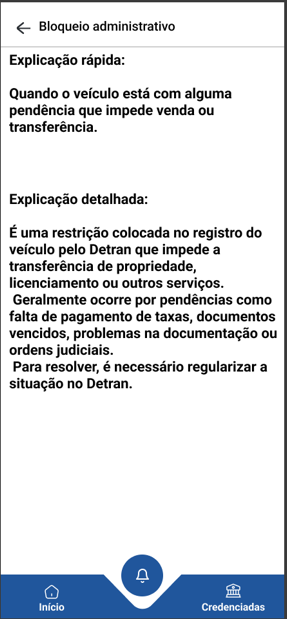 Bloqueio administrativo
Explicação rápida:
Quando o veículo está com alguma
pendência que impede venda ou
transferência.
Explicação detalhada:
É uma restrição colocada no registro do
veículo pelo Detran que impede a
transferência de propriedade,
licenciamento ou outros serviços.
Geralmente ocorre por pendências como
falta de pagamento de taxas, documentos
vencidos, problemas na documentação ou
ordens judiciais.
Para resolver, é necessário regularizar a
situação no Detran.
Início
Credenciadas